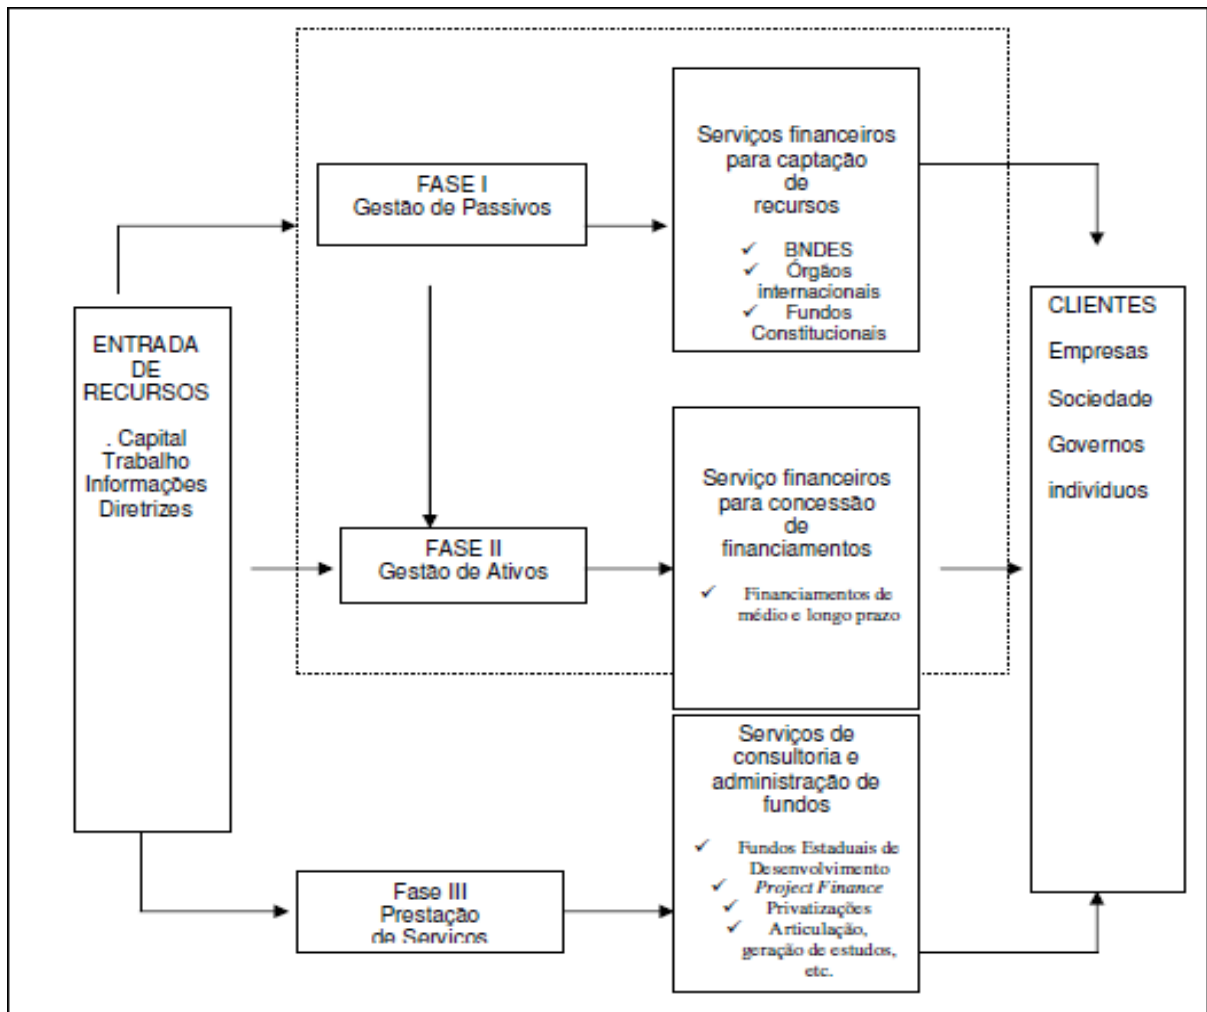 ENTRADA
DE
RECURSOS
. Capital
Trabalho
Informações
Diretrizes
FASE I
Gestão de Passivos
Serviços financeiros
para captação
de
recursos
✓ BNDES
✓ Órgãos
internacionais
✓ Fundos
Constitucionais
FASE II
Gestão de Ativos
Serviço financeiros
para concessão
de
financiamentos
✓ Financiamentos de
médio e longo prazo
Fase III
Prestação
de Serviços
Serviços de
consultoria e
administração de
fundos
✓ Fundos Estaduais de
Desenvolvimento
✓ Project Finance
✓ Privatizações
✓ Articulação,
geração de estudos,
etc.
CLIENTES
Empresas
Sociedade
Governos
indivíduos